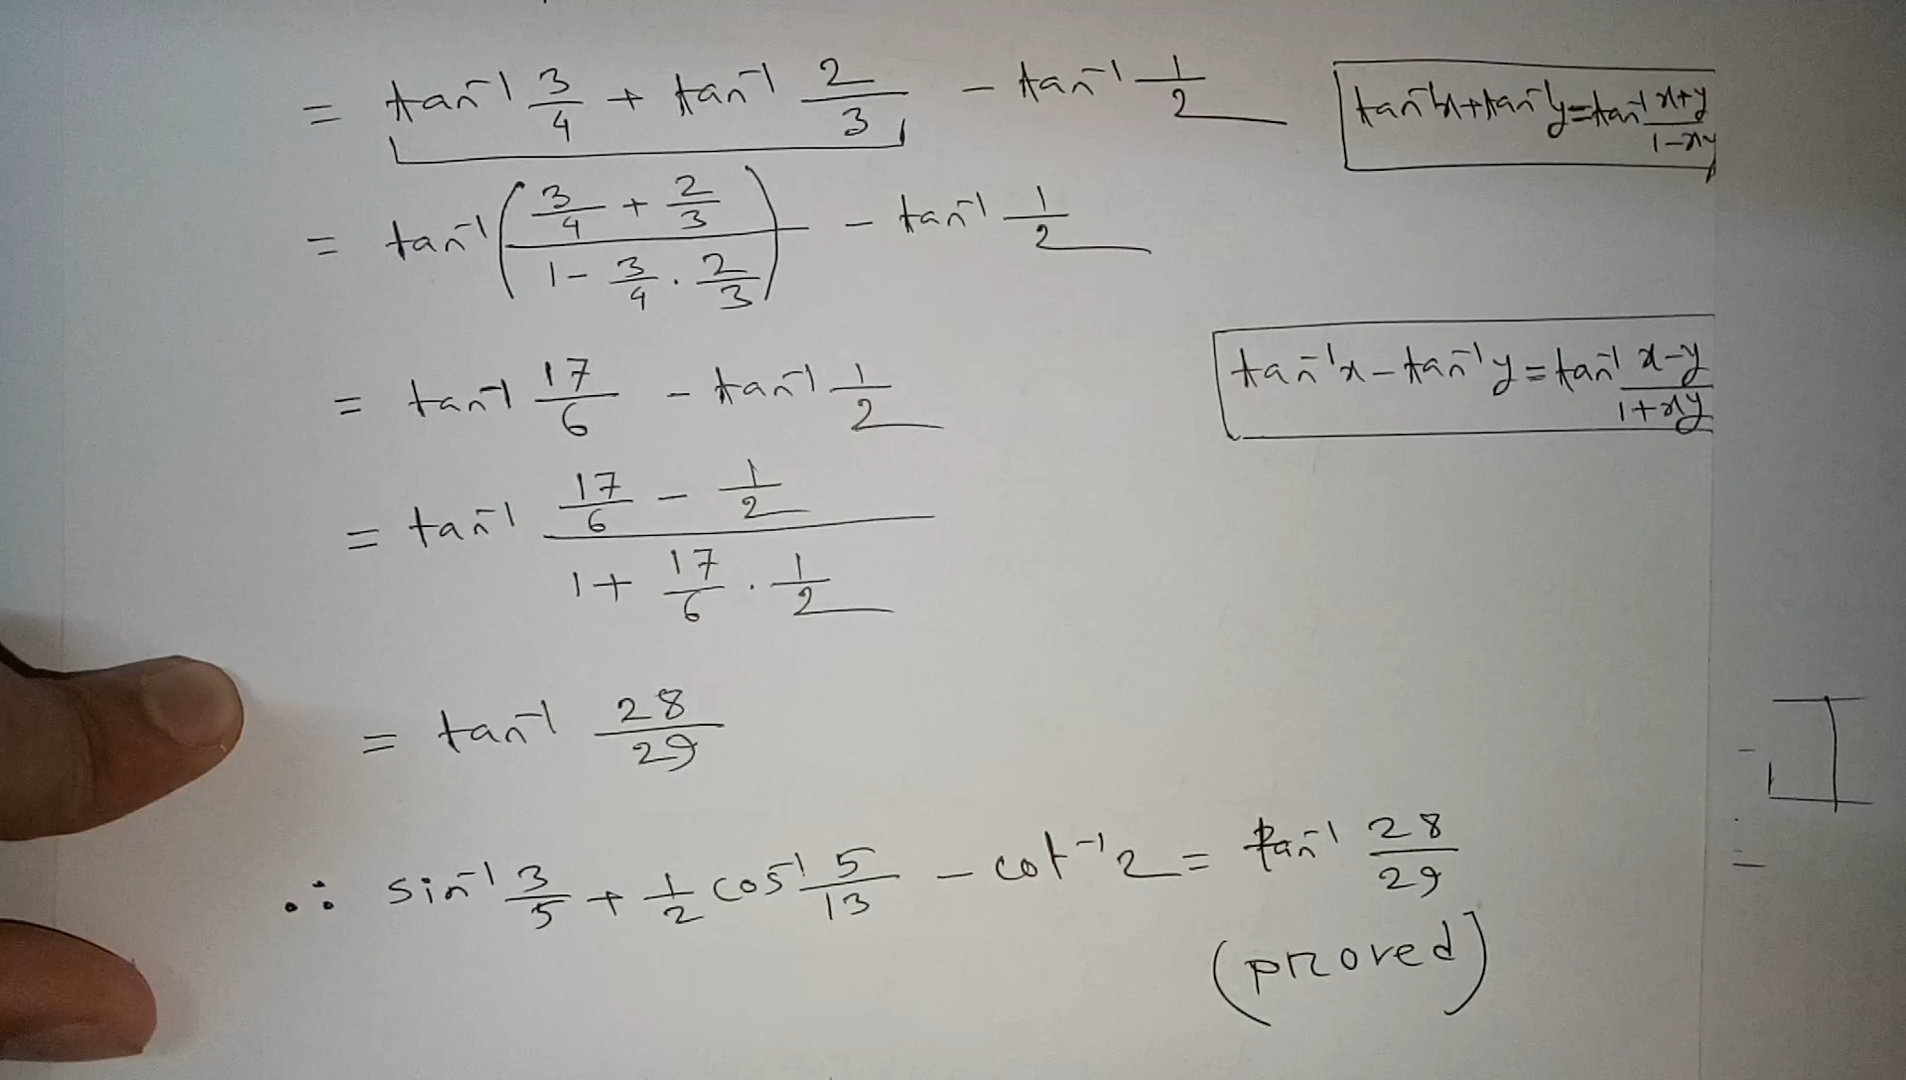 = tan⁻¹ 3/4 + tan⁻¹ 2/3 - tan⁻¹ 1/2
tan⁻¹x+tan⁻¹y=tan⁻¹ x+y/1-xy
= tan⁻¹ ( (3/4 + 2/3) / (1 - 3/4 · 2/3) ) - tan⁻¹ 1/2
= tan⁻¹ 17/6 - tan⁻¹ 1/2
tan⁻¹x - tan⁻¹y = tan⁻¹ x-y/1+xy
= tan⁻¹ (17/6 - 1/2) / (1 + 17/6 · 1/2)
= tan⁻¹ 28/29
∴ sin⁻¹ 3/5 + 1/2 cos⁻¹ 5/13 - cot⁻¹2 = tan⁻¹ 28/29
(proved)